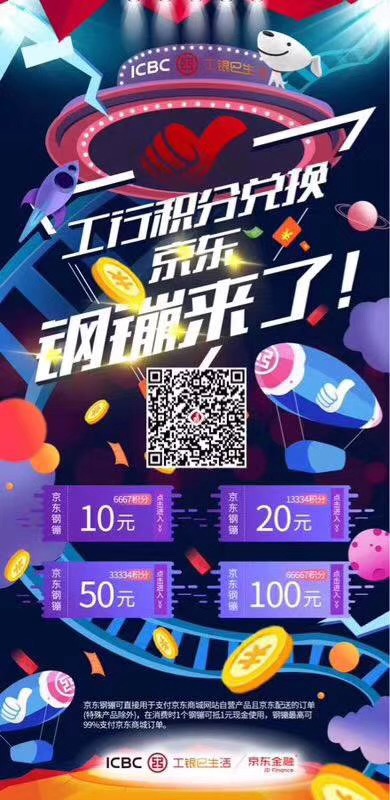 ICBC 工银e生活
工行积分兑换
京东
钢镚来了!
京东钢镚
6667积分
10元
点击进入
京东钢镚
13334积分
20元
点击进入
京东钢镚
33334积分
50元
点击进入
京东钢镚
66667积分
100元
点击进入
京东钢镚可直接用于支付京东商城网站自营产品且京东配送的订单
(特殊产品除外)，在消费时1个钢镚可抵1元现金使用，钢镚最高可
99%支付京东商城订单。
ICBC 工银e生活 / 京东金融
JD Finance